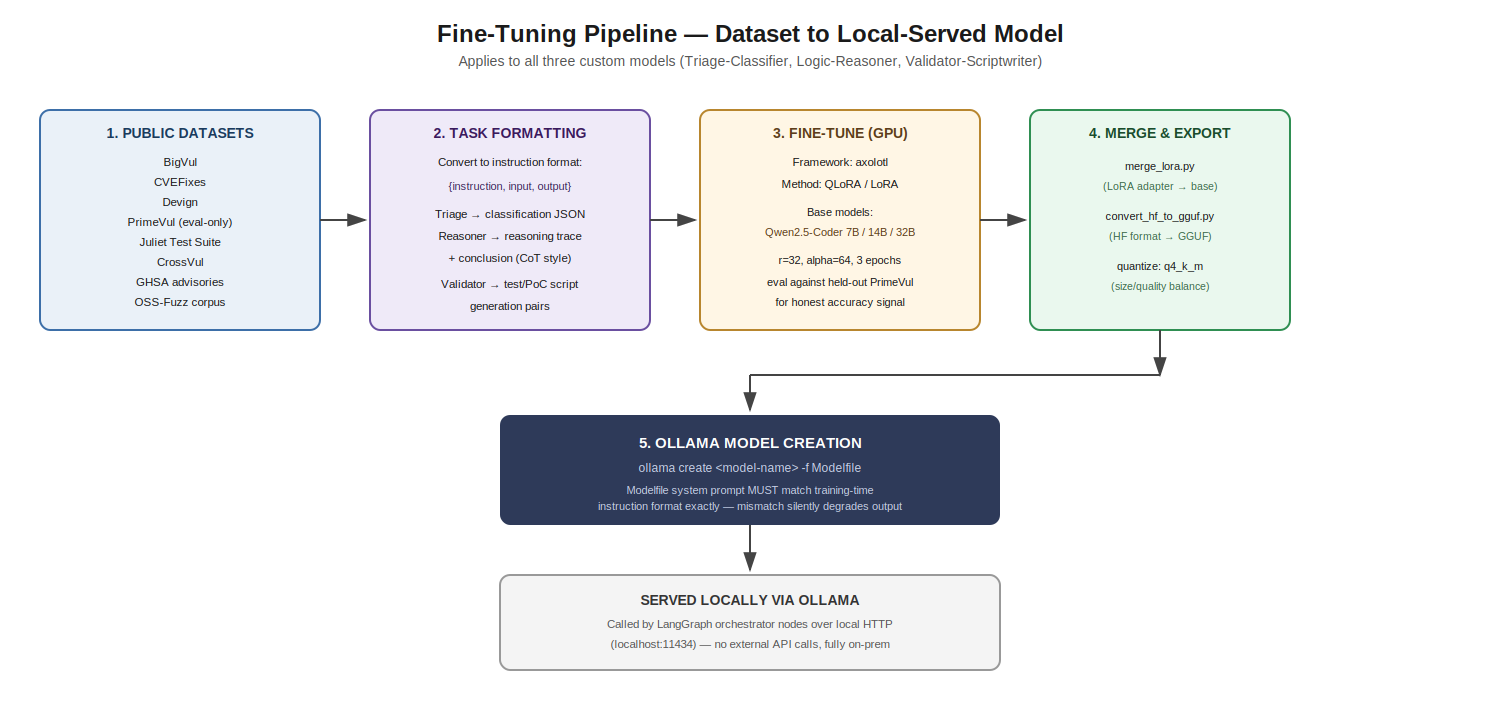 Fine-Tuning Pipeline — Dataset to Local-Served Model
Applies to all three custom models (Triage-Classifier, Logic-Reasoner, Validator-Scriptwriter)
1. PUBLIC DATASETS
BigVul
CVEFixes
Design
PrimeVul (eval-only)
Juliet Test Suite
CrossVul
GHSA advisories
OSS-Fuzz corpus
2. TASK FORMATTING
Convert to instruction format:
{instruction, input, output}
Triage → classification JSON
Reasoner → reasoning trace
+ conclusion (CoT style)
Validator → test/PoC script
generation pairs
3. FINE-TUNE (GPU)
Framework: axolotl
Method: QLoRA / LoRA
Base models:
Qwen2.5-Coder 7B / 14B / 32B
r=32, alpha=64, 3 epochs
eval against held-out PrimeVul
for honest accuracy signal
4. MERGE & EXPORT
merge_lora.py
(LoRA adapter → base)
convert_hf_to_gguf.py
(HF format → GGUF)
quantize: q4_k_m
(size/quality balance)
5. OLLAMA MODEL CREATION
ollama create <model-name> -f Modelfile
Modelfile system prompt MUST match training-time
instruction format exactly — mismatch silently degrades output
SERVED LOCALLY VIA OLLAMA
Called by LangGraph orchestrator nodes over local HTTP
(localhost:11434) — no external API calls, fully on-prem